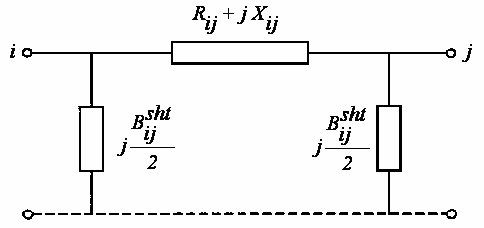 R_ij + j X_ij
i
j
j B_ij^sht / 2
j B_ij^sht / 2